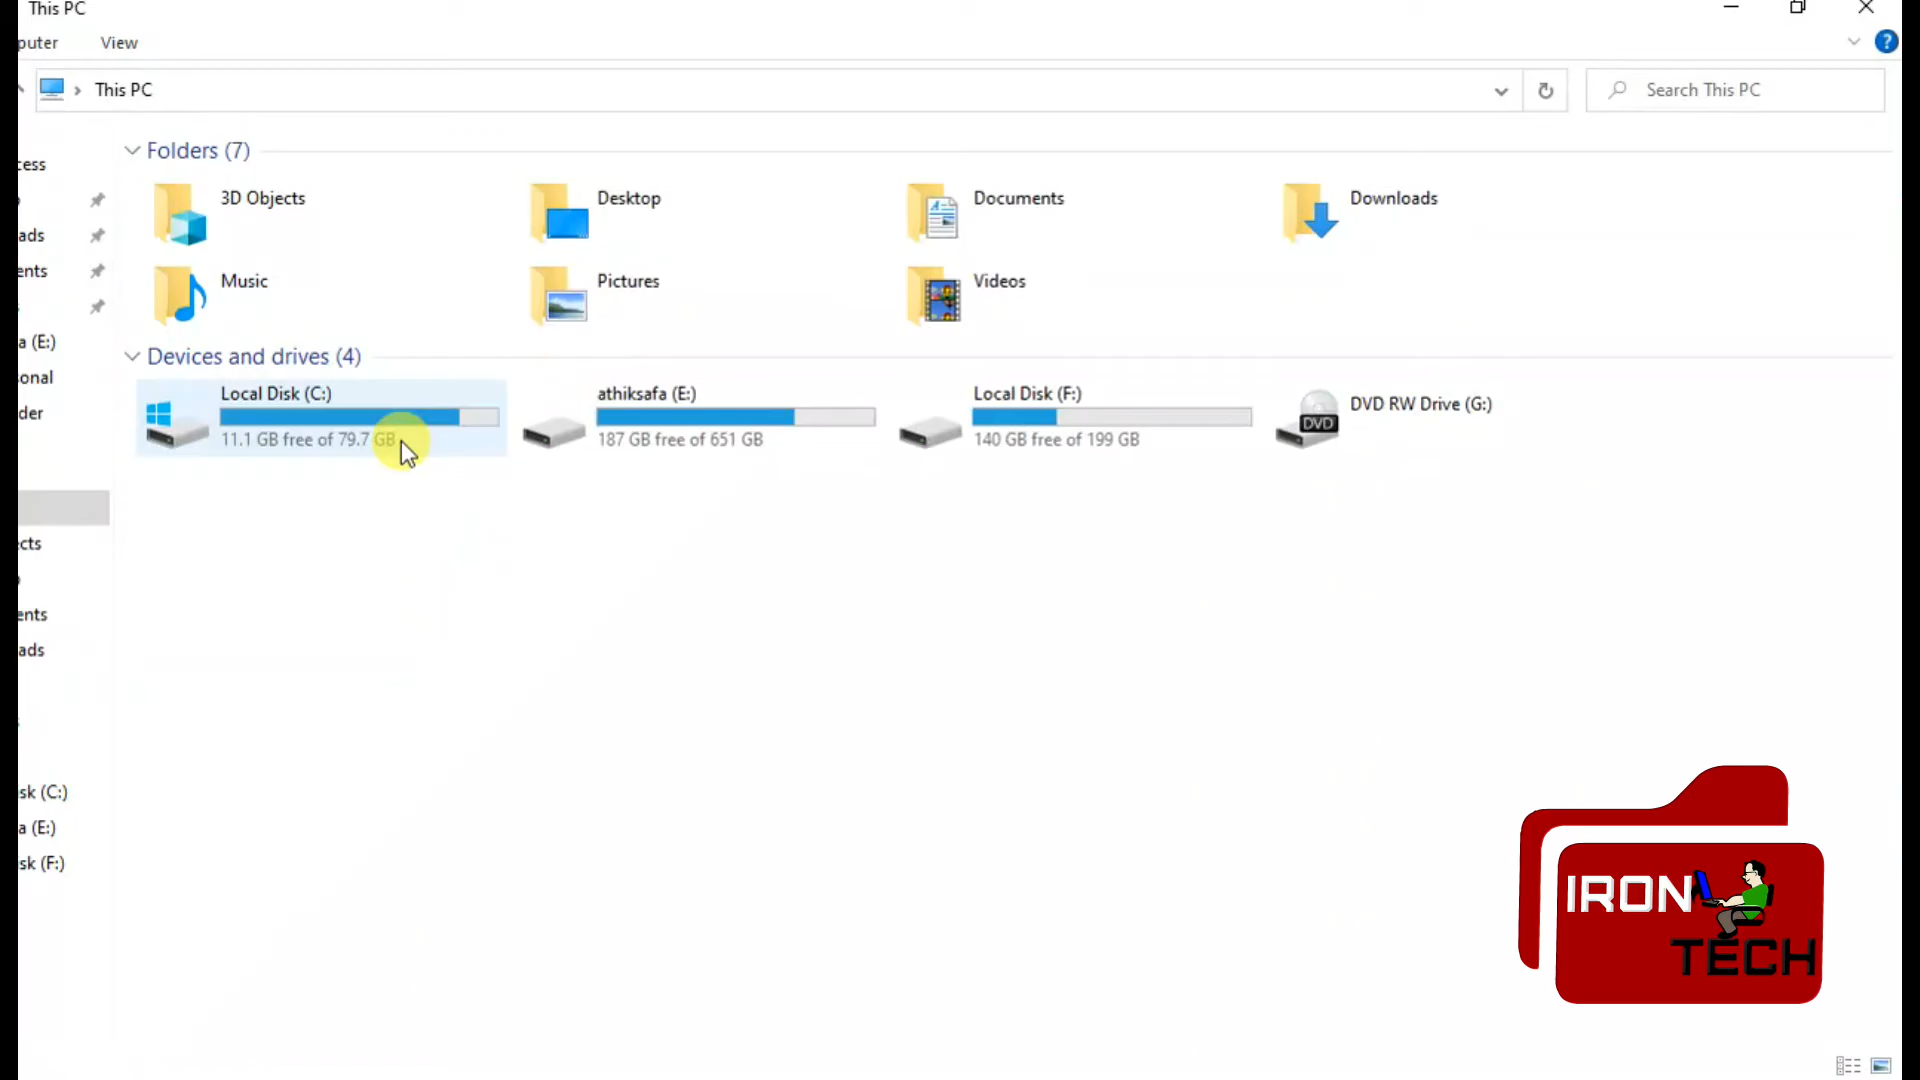 This PC
puter View
?
This PC
Search This PC
Folders (7)
3D Objects
Desktop
Documents
Downloads
Music
Pictures
Videos
Devices and drives (4)
Local Disk (C:)
11.1 GB free of 79.7 GB
athiksafa (E:)
187 GB free of 651 GB
Local Disk (F:)
140 GB free of 199 GB
DVD RW Drive (G:)
DVD
cess
ads
ents
a (E:)
onal
der
cts
ents
ads
sk (C:)
a (E:)
sk (F:)
IRON
TECH